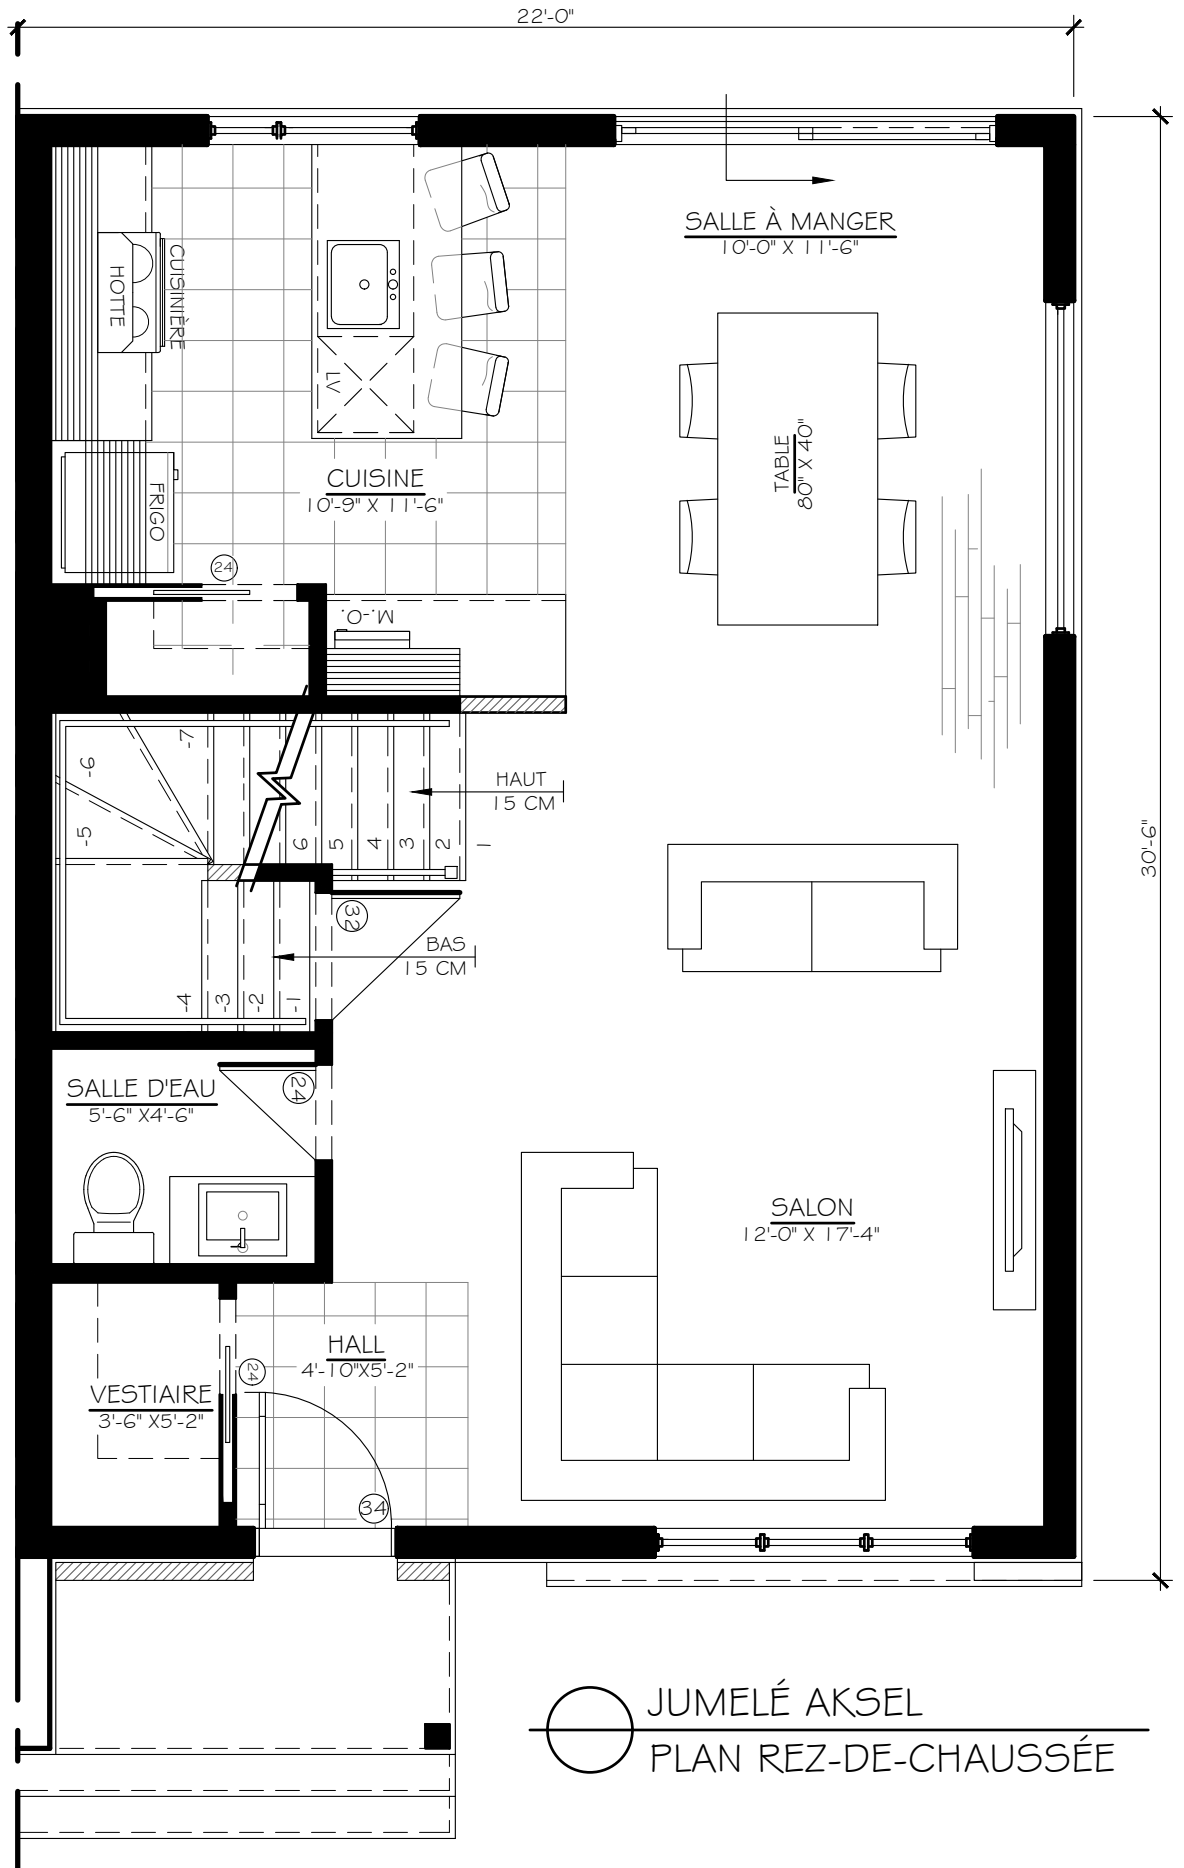 22'-0"
SALLE À MANGER
10'-0" X 11'-6"
CUISINIÈRE
HOTTE
LV
TABLE
80" X 40"
CUISINE
10'-9" X 11'-6"
FRIGO
24
M.-O.
30'-6"
-7
-6
-5
HAUT
15 CM
6
5
4
3
2
1
32
BAS
15 CM
-4
-3
-2
-1
SALLE D'EAU
5'-6" X4'-6"
24
SALON
12'-0" X 17'-4"
HALL
4'-10"X5'-2"
24
VESTIAIRE
3'-6" X5'-2"
34
JUMELÉ AKSEL
PLAN REZ-DE-CHAUSSÉE